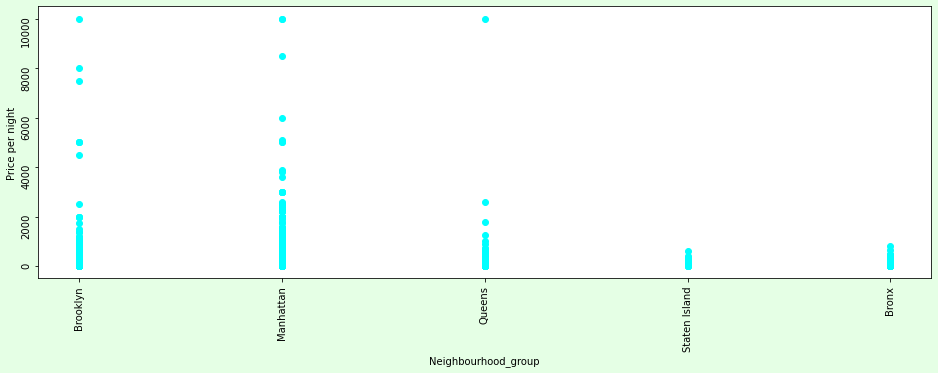 10000
8000
6000
4000
2000
0
Price per night
Brooklyn
Manhattan
Queens
Staten Island
Bronx
Neighbourhood_group